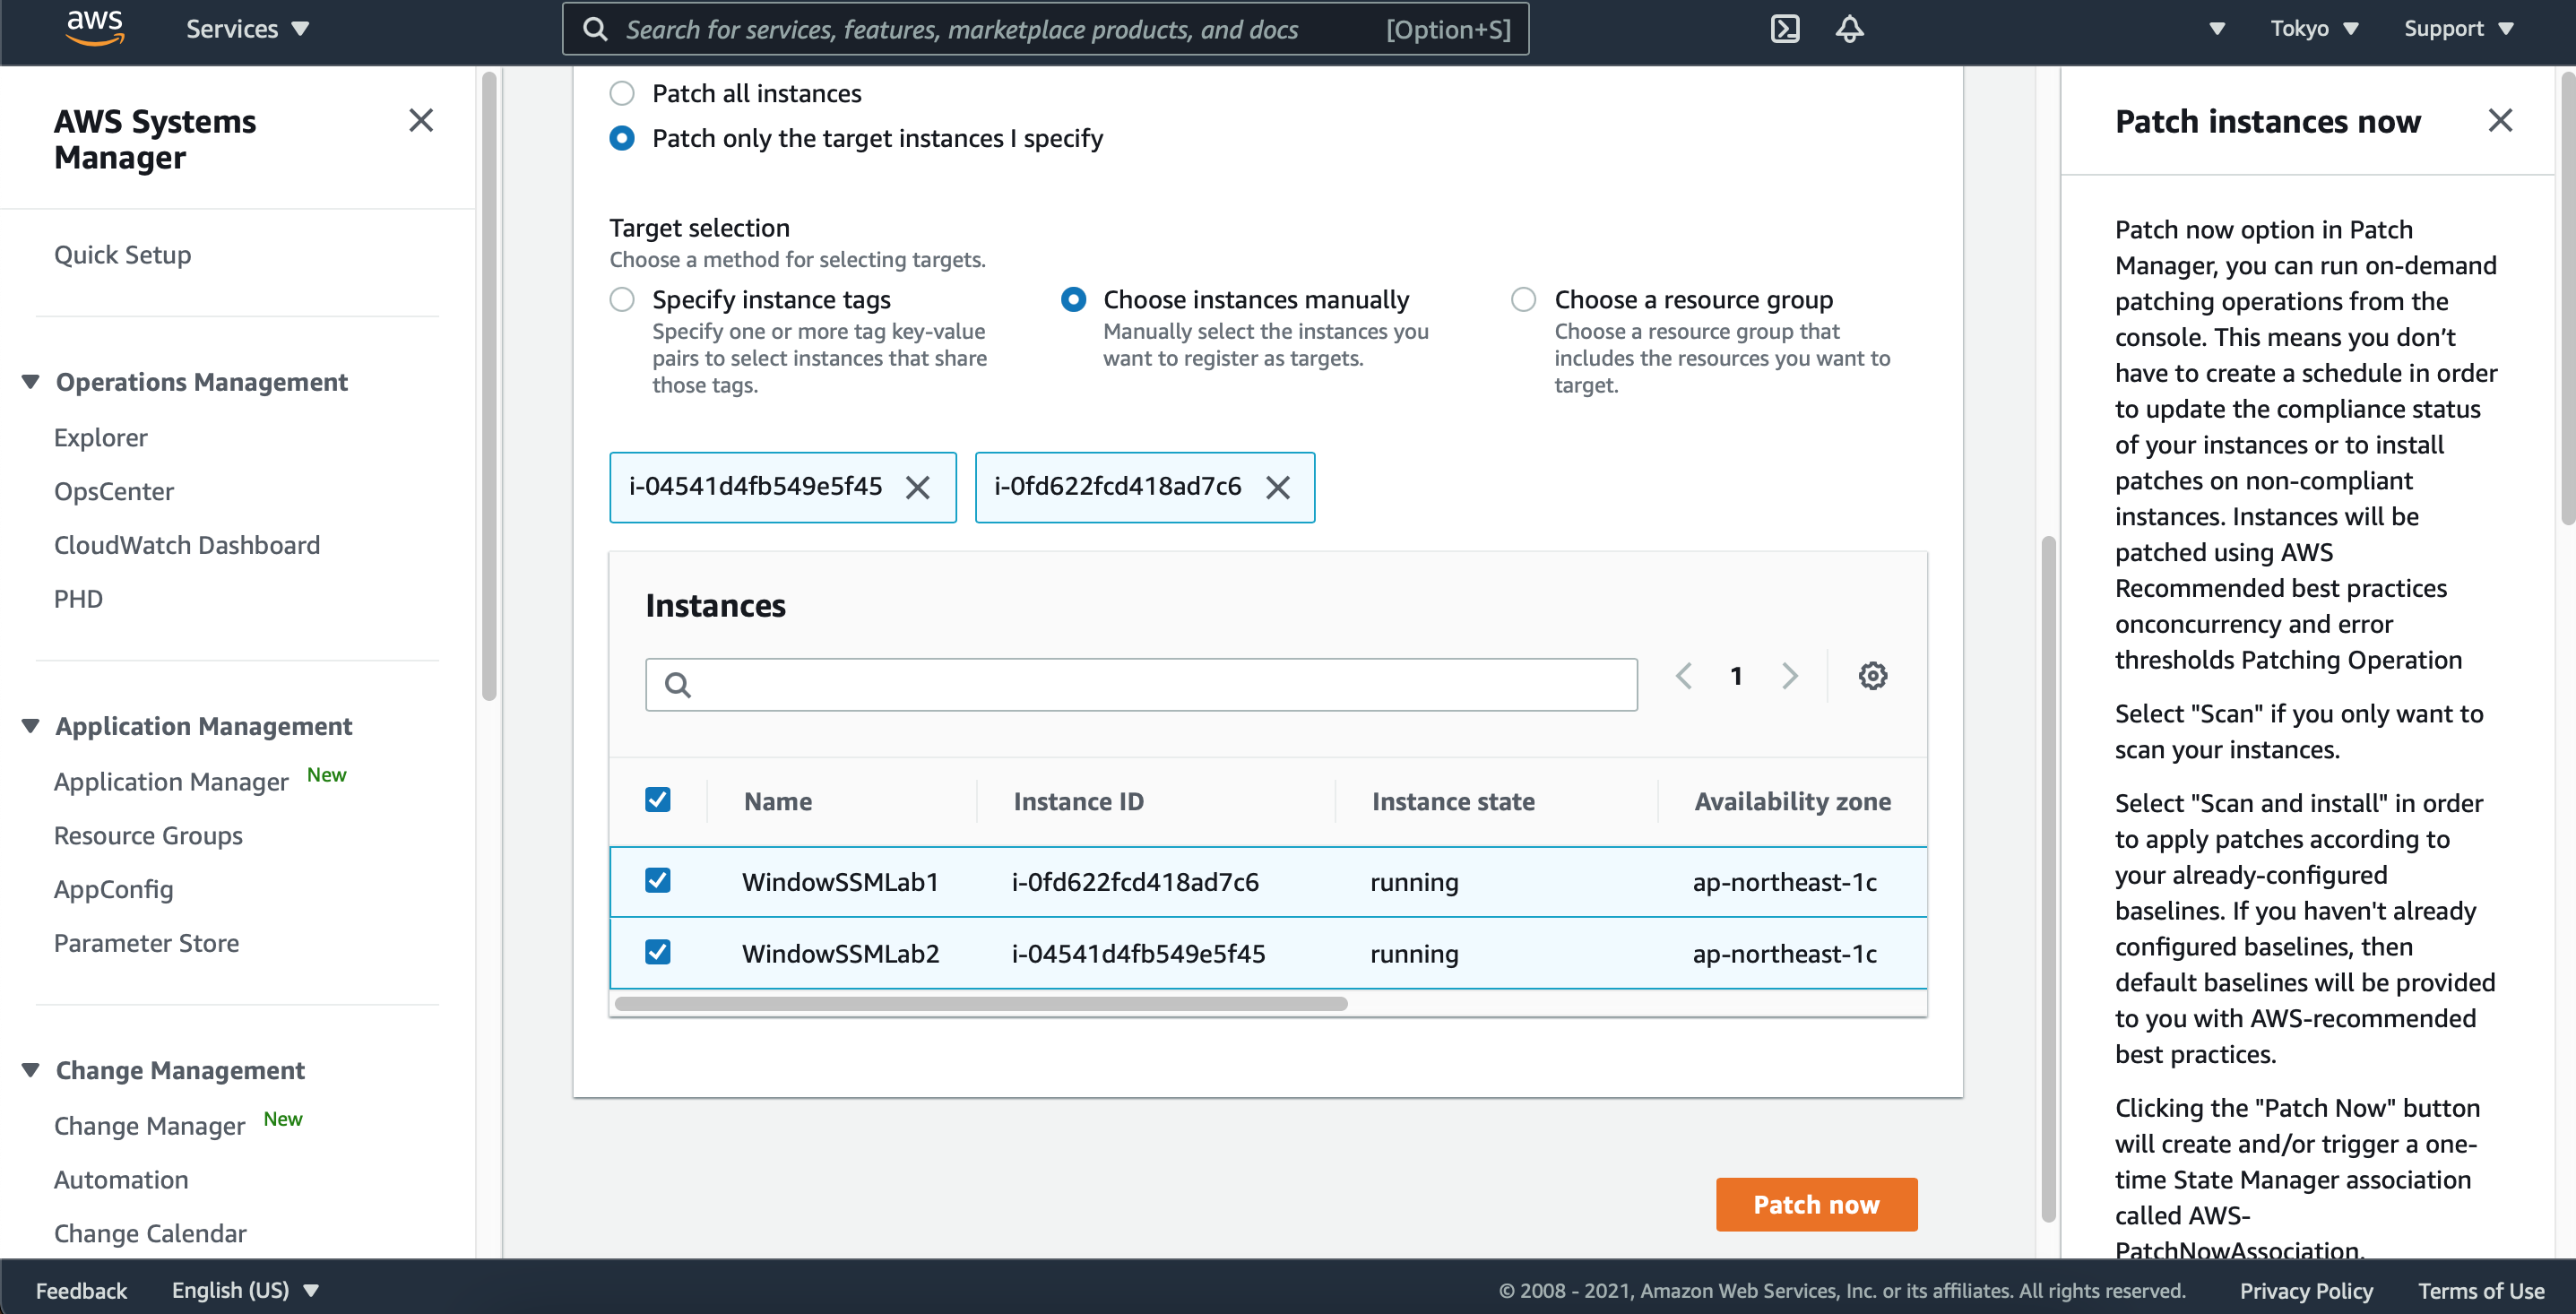 aws
Services
Search for services, features, marketplace products, and docs [Option+S]
Tokyo
Support
AWS Systems
Manager
Quick Setup
Operations Management
Explorer
OpsCenter
CloudWatch Dashboard
PHD
Application Management
Application Manager New
Resource Groups
AppConfig
Parameter Store
Change Management
Change Manager New
Automation
Change Calendar
Patch all instances
Patch only the target instances I specify
Target selection
Choose a method for selecting targets.
Specify instance tags
Specify one or more tag key-value
pairs to select instances that share
those tags.
Choose instances manually
Manually select the instances you
want to register as targets.
Choose a resource group
Choose a resource group that
includes the resources you want to
target.
i-04541d4fb549e5f45
i-0fd622fcd418ad7c6
Instances
1
Name Instance ID Instance state Availability zone
WindowSSMLab1 i-0fd622fcd418ad7c6 running ap-northeast-1c
WindowSSMLab2 i-04541d4fb549e5f45 running ap-northeast-1c
Patch now
Patch instances now
Patch now option in Patch
Manager, you can run on-demand
patching operations from the
console. This means you don’t
have to create a schedule in order
to update the compliance status
of your instances or to install
patches on non-compliant
instances. Instances will be
patched using AWS
Recommended best practices
onconcurrency and error
thresholds Patching Operation
Select "Scan" if you only want to
scan your instances.
Select "Scan and install" in order
to apply patches according to
your already-configured
baselines. If you haven't already
configured baselines, then
default baselines will be provided
to you with AWS-recommended
best practices.
Clicking the "Patch Now" button
will create and/or trigger a one-
time State Manager association
called AWS-
PatchNowAssociation.
Feedback
English (US)
© 2008 - 2021, Amazon Web Services, Inc. or its affiliates. All rights reserved.
Privacy Policy
Terms of Use